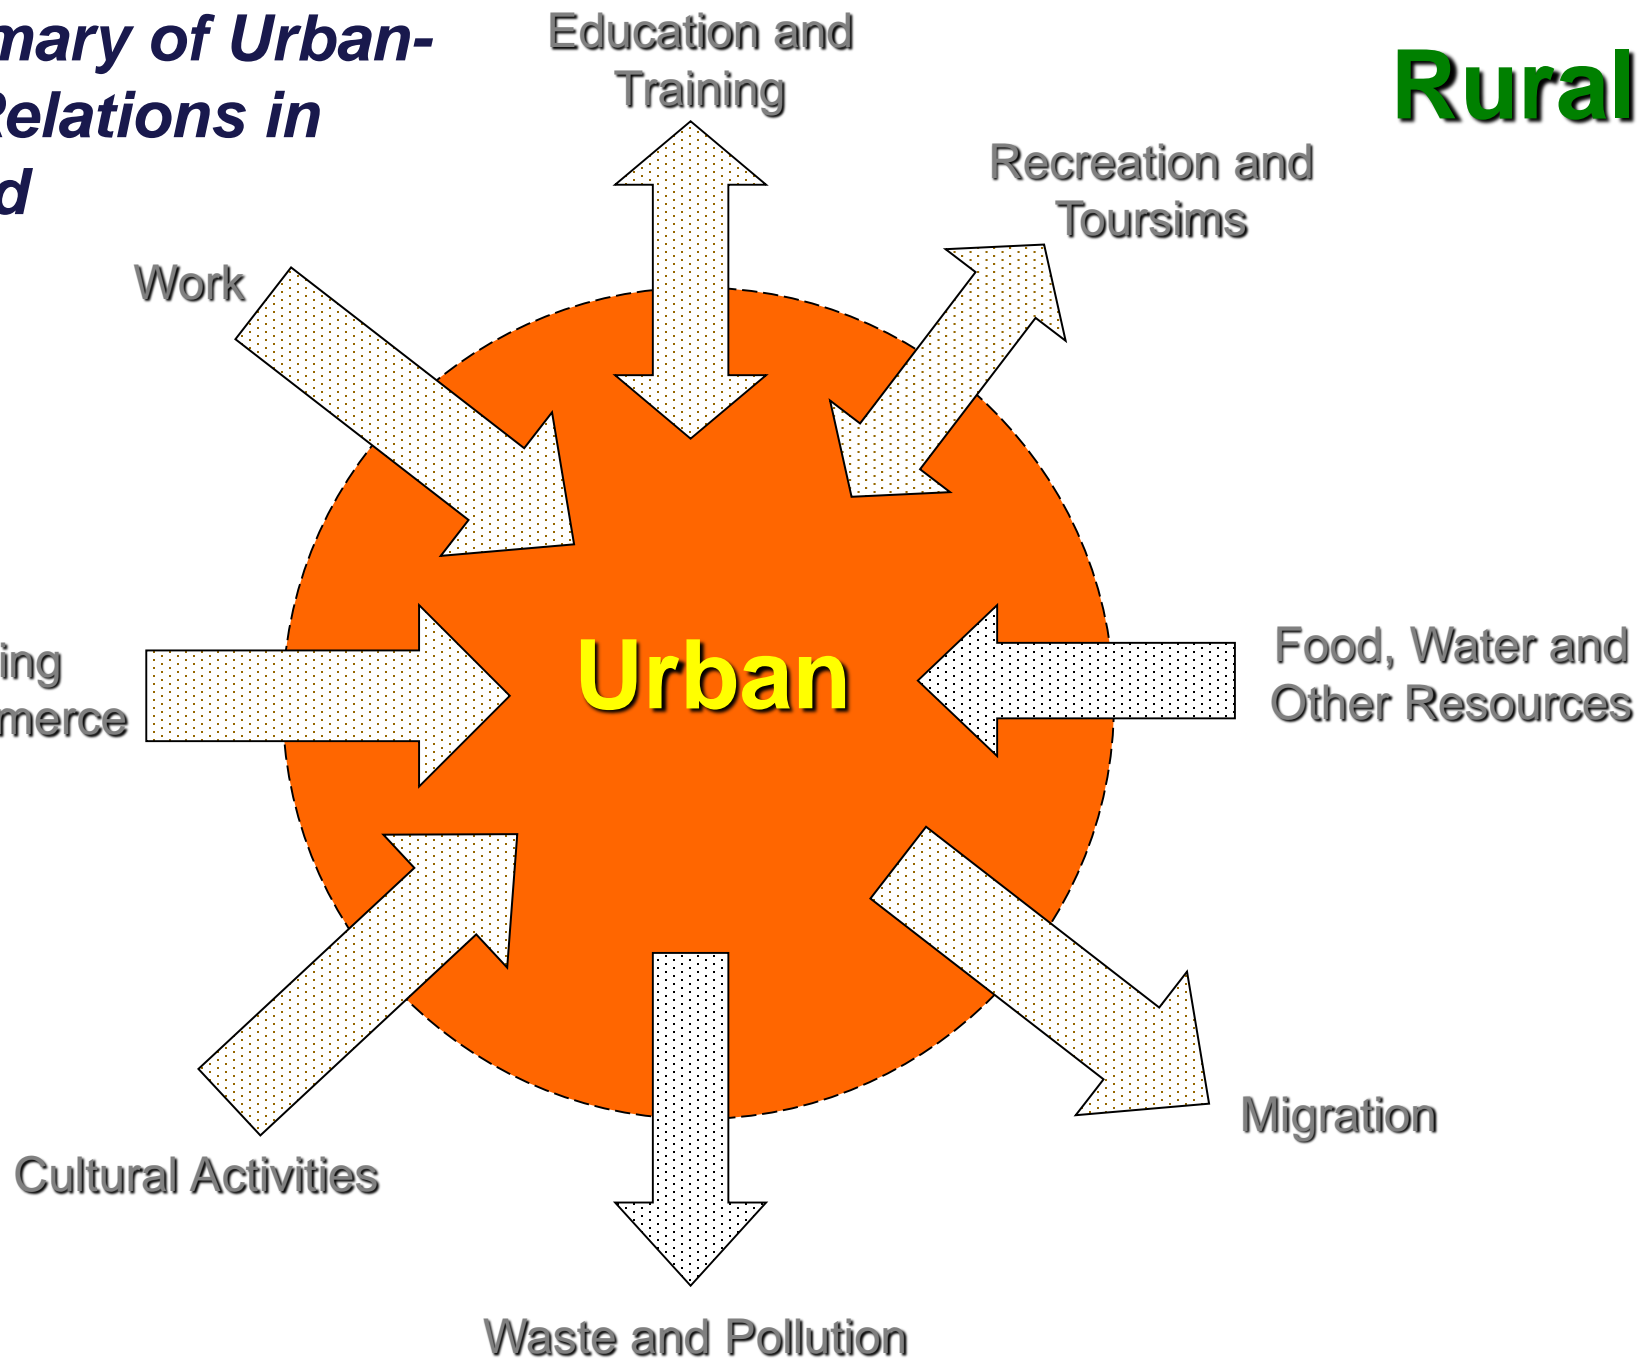 mary of Urban-
Relations in
d
Education and
Training
Rural
Recreation and
Toursims
Work
Urban
ing
merce
Food, Water and
Other Resources
Migration
Cultural Activities
Waste and Pollution